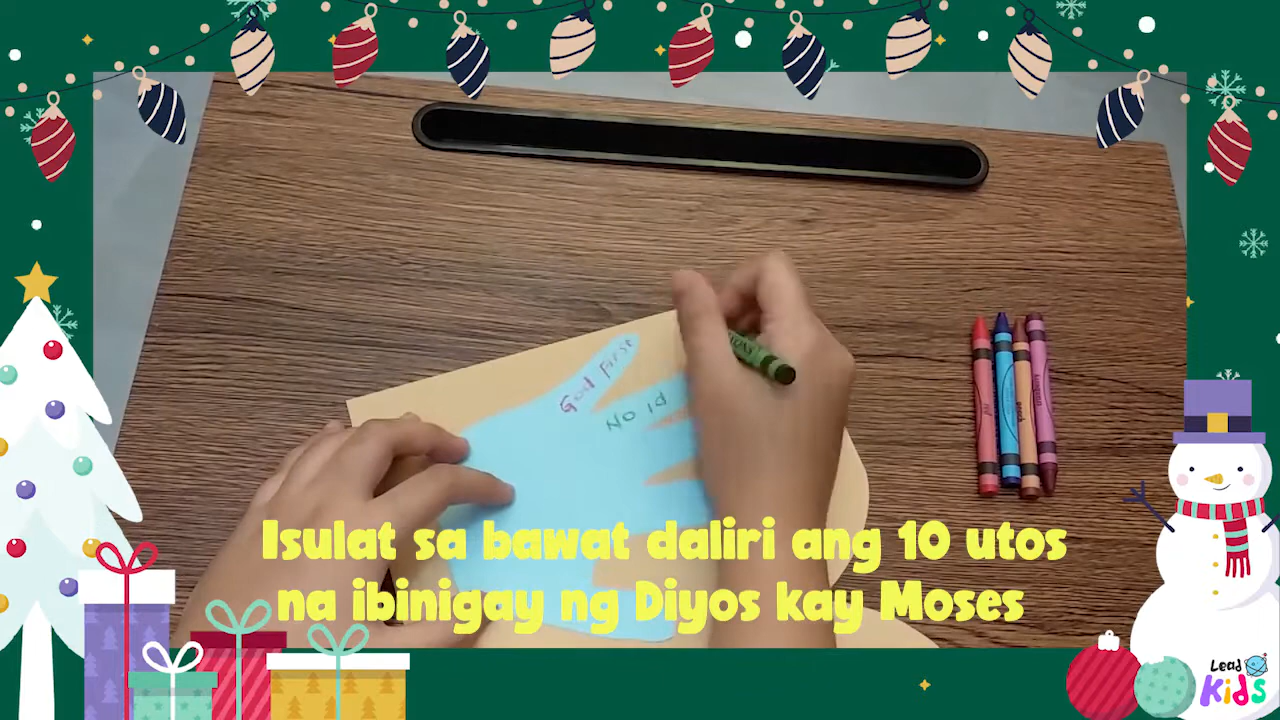 God first
No id
Isulat sa bawat daliri ang 10 utos
na ibinigay ng Diyos kay Moses
Lead
Kids